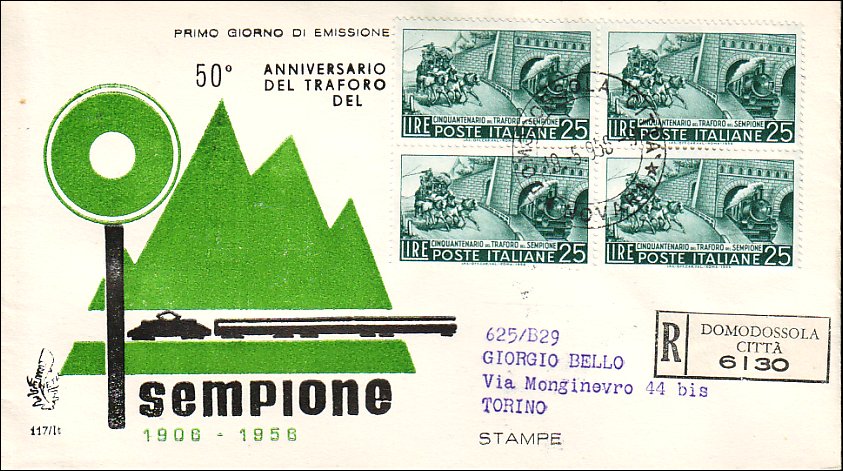 PRIMO GIORNO DI EMISSIONE
50° ANNIVERSARIO
DEL TRAFORO
DEL
CINQUANTENARIO DEL TRAFORO DEL SEMPIONE
LIRE POSTE ITALIANE 25
CINQUANTENARIO DEL TRAFORO DEL SEMPIONE
LIRE POSTE ITALIANE 25
CINQUANTENARIO DEL TRAFORO DEL SEMPIONE
LIRE POSTE ITALIANE 25
CINQUANTENARIO DEL TRAFORO DEL SEMPIONE
LIRE POSTE ITALIANE 25
sempione
1906 - 1956
117/It
625/B29
GIORGIO BELLO
Via Monginevro 44 bis
TORINO
STAMPE
R DOMODOSSOLA
CITTÀ
6130